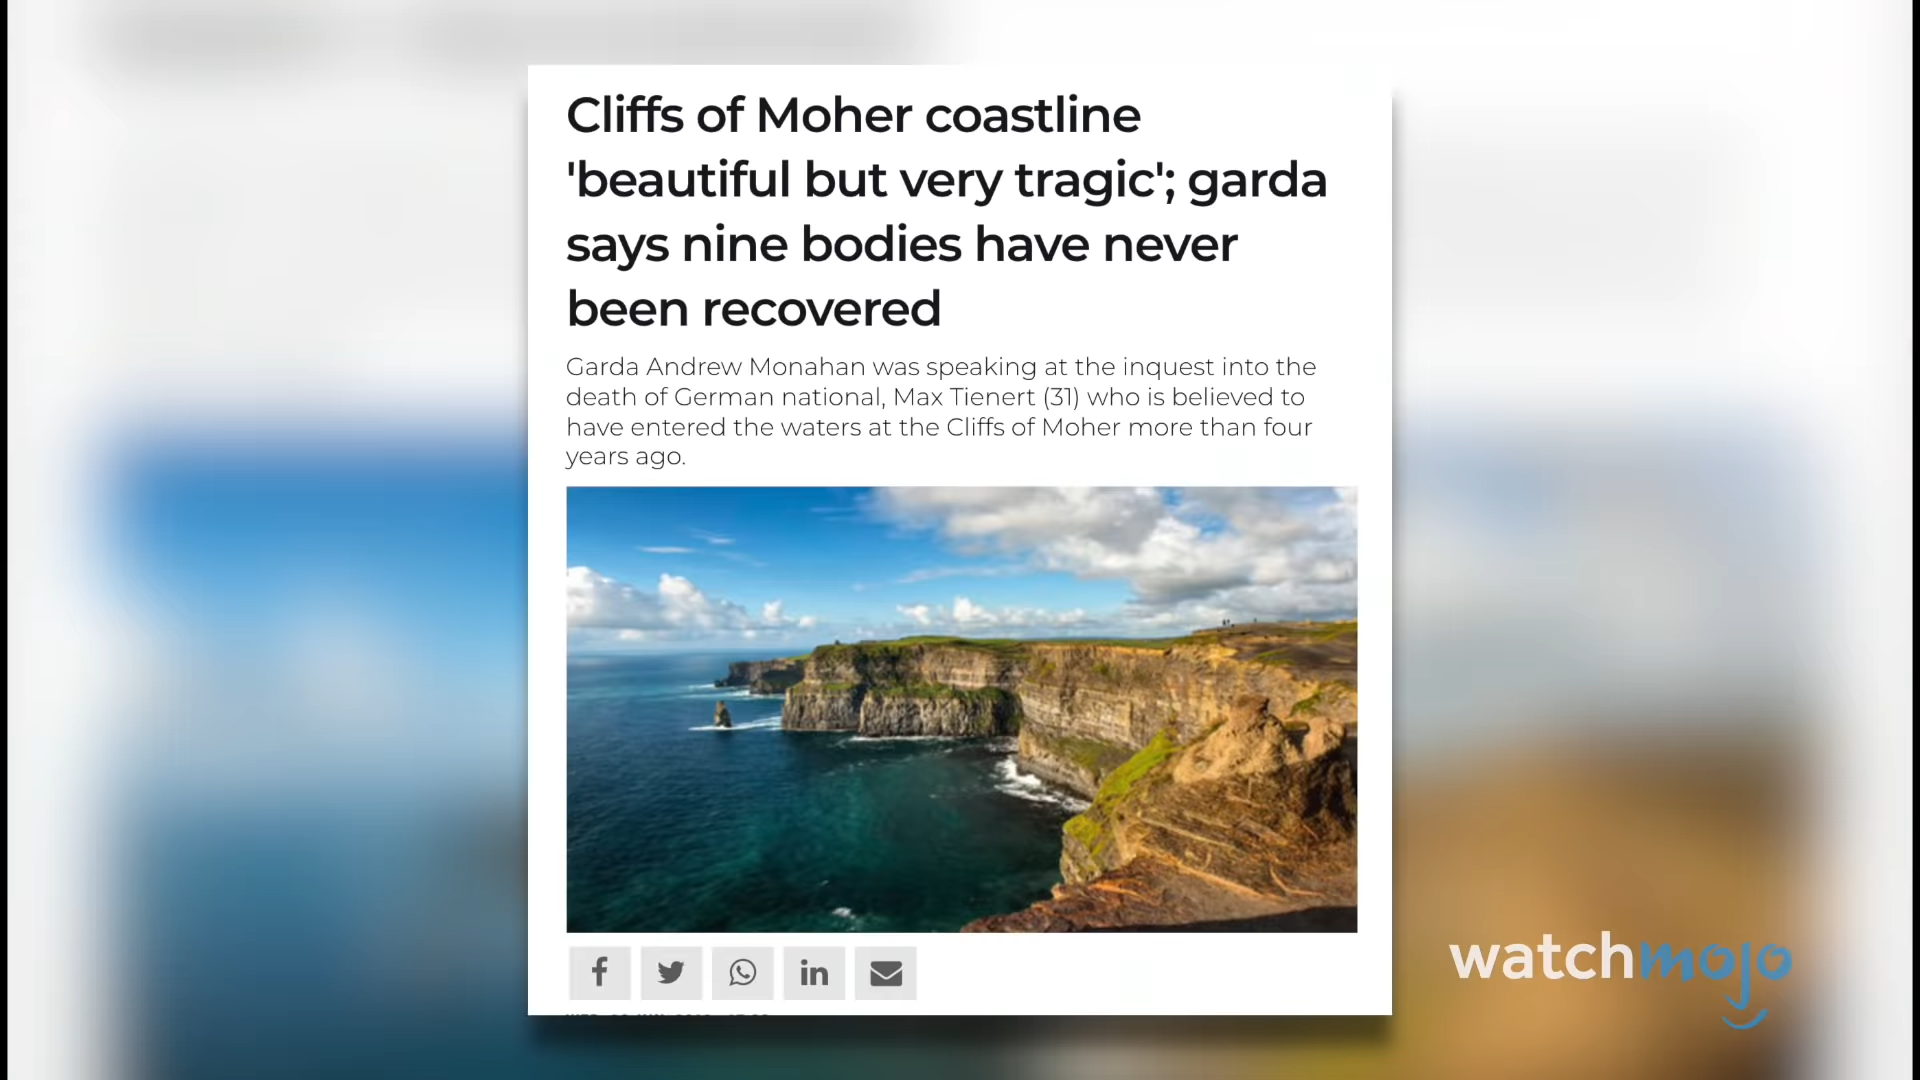 Cliffs of Moher coastline
'beautiful but very tragic'; garda
says nine bodies have never
been recovered
Garda Andrew Monahan was speaking at the inquest into the
death of German national, Max Tienert (31) who is believed to
have entered the waters at the Cliffs of Moher more than four
years ago.
watchmojo